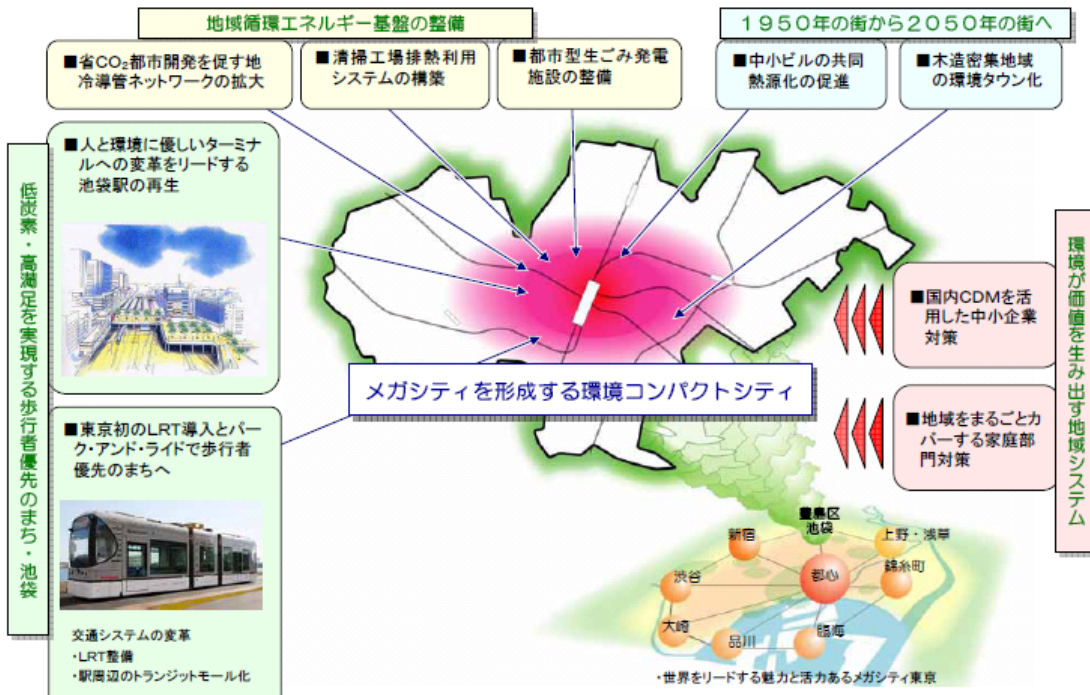 地域循環エネルギー基盤の整備
1950年の街から2050年の街へ
■省CO₂都市開発を促す地
冷導管ネットワークの拡大
■清掃工場排熱利用
システムの構築
■都市型生ごみ発電
施設の整備
■中小ビルの共同
熱源化の促進
■木造密集地域
の環境タウン化
低炭素・高満足を実現する歩行者優先のまち・池袋
■人と環境に優しいターミナ
ルへの変革をリードする
池袋駅の再生
■東京初のLRT導入とパー
ク・アンド・ライドで歩行者
優先のまちへ
交通システムの変革
・LRT整備
・駅周辺のトランジットモール化
メガシティを形成する環境コンパクトシティ
環境が価値を生み出す地域システム
■国内CDMを活
用した中小企業
対策
■地域をまるごとカ
バーする家庭部
門対策
豊島区
池袋
新宿
上野・浅草
渋谷
都心
錦糸町
大崎
品川
臨海
・世界をリードする魅力と活力あるメガシティ東京